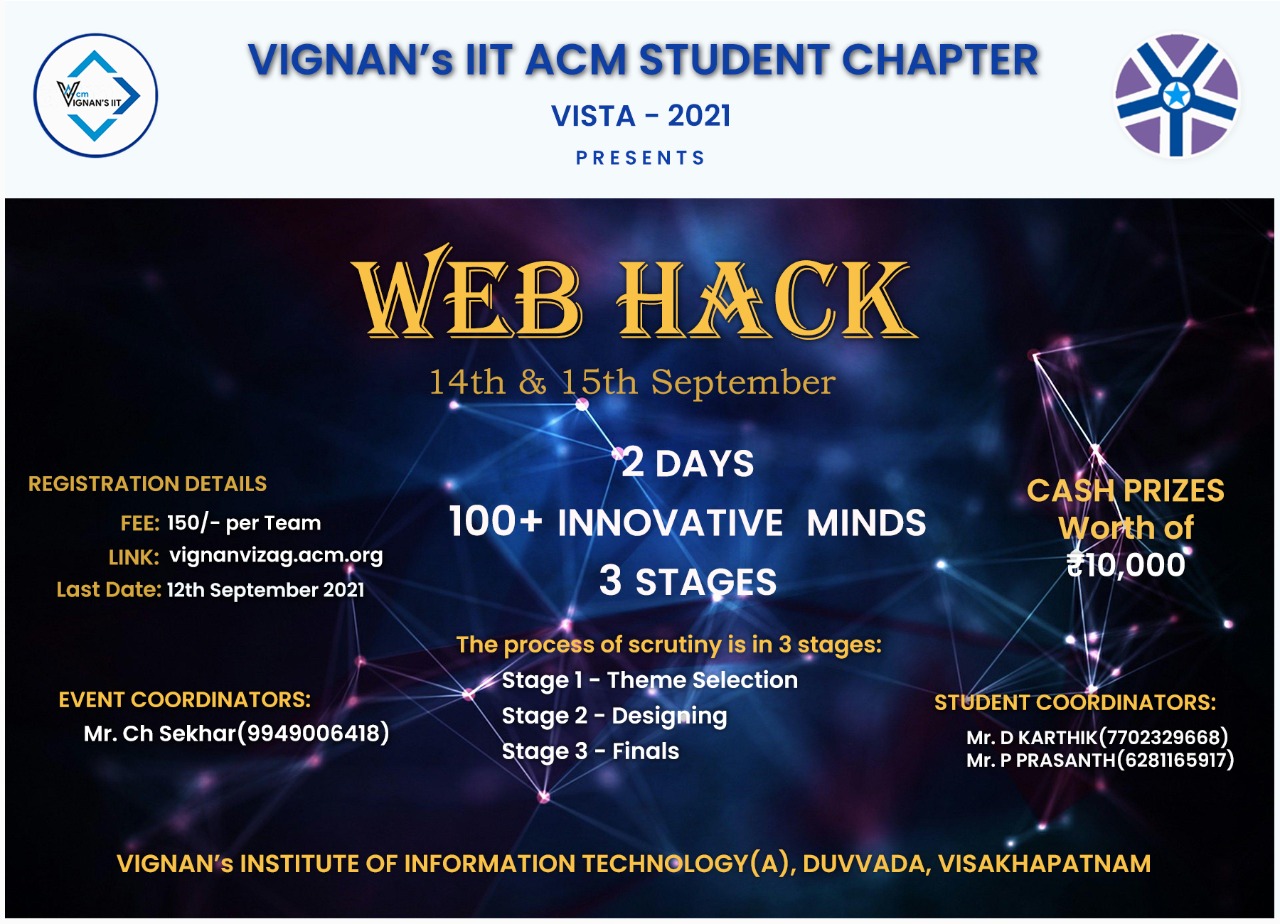 VIGNAN's IIT ACM STUDENT CHAPTER
VISTA - 2021
PRESENTS
Wcm
VIGNAN'S IIT
WEB HACK
14th & 15th September
2 DAYS
100+ INNOVATIVE MINDS
3 STAGES
REGISTRATION DETAILS
FEE: 150/- per Team
LINK: vignanvizag.acm.org
Last Date: 12th September 2021
CASH PRIZES
Worth of
₹10,000
The process of scrutiny is in 3 stages:
Stage 1 - Theme Selection
Stage 2 - Designing
Stage 3 - Finals
EVENT COORDINATORS:
Mr. Ch Sekhar(9949006418)
STUDENT COORDINATORS:
Mr. D KARTHIK(7702329668)
Mr. P PRASANTH(6281165917)
VIGNAN's INSTITUTE OF INFORMATION TECHNOLOGY(A), DUVVADA, VISAKHAPATNAM